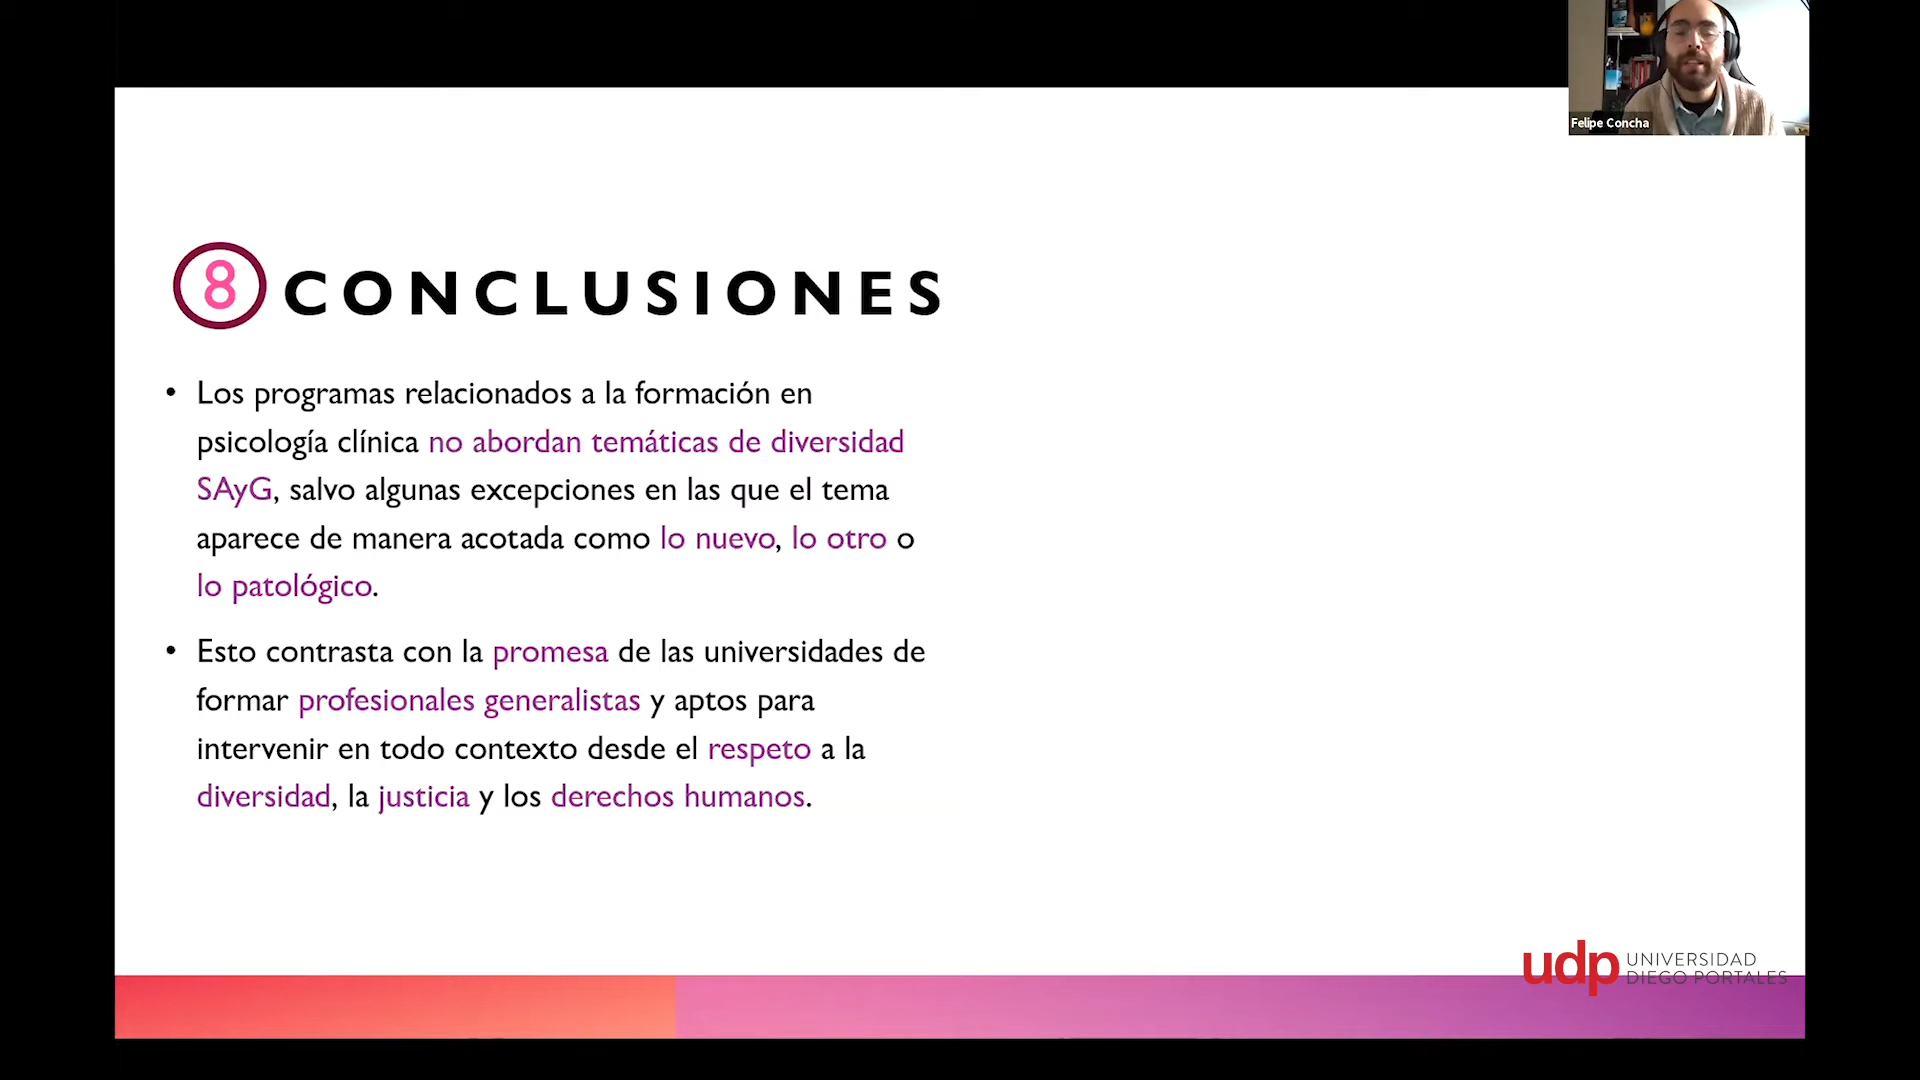 Felipe Concha
8 CONCLUSIONES
• Los programas relacionados a la formación en
psicología clínica no abordan temáticas de diversidad
SAyG, salvo algunas excepciones en las que el tema
aparece de manera acotada como lo nuevo, lo otro o
lo patológico.
• Esto contrasta con la promesa de las universidades de
formar profesionales generalistas y aptos para
intervenir en todo contexto desde el respeto a la
diversidad, la justicia y los derechos humanos.
udp UNIVERSIDAD
DIEGO PORTALES